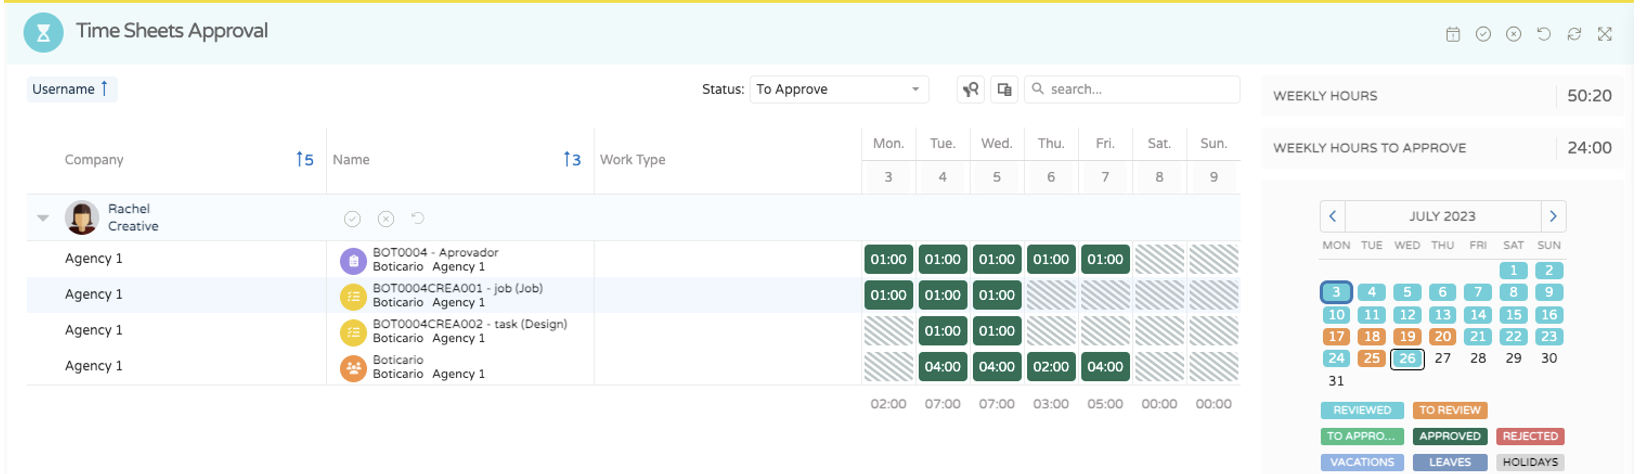 Time Sheets Approval
Username
Status: To Approve search...
WEEKLY HOURS 50:20
WEEKLY HOURS TO APPROVE 24:00
Company 5 Name 3 Work Type Mon. Tue. Wed. Thu. Fri. Sat. Sun.
3 4 5 6 7 8 9
Rachel
Creative
Agency 1 BOT0004 - Aprovador
Boticario Agency 1
01:00 01:00 01:00 01:00 01:00
Agency 1 BOT0004CREA001 - job (Job)
Boticario Agency 1
01:00 01:00 01:00
Agency 1 BOT0004CREA002 - task (Design)
Boticario Agency 1
01:00 01:00
Agency 1 Boticario
Boticario Agency 1
04:00 04:00 02:00 04:00
02:00 07:00 07:00 03:00 05:00 00:00 00:00
JULY 2023
MON TUE WED THU FRI SAT SUN
1 2
3 4 5 6 7 8 9
10 11 12 13 14 15 16
17 18 19 20 21 22 23
24 25 26 27 28 29 30
31
REVIEWED TO REVIEW
TO APPRO... APPROVED REJECTED
VACATIONS LEAVES HOLIDAYS